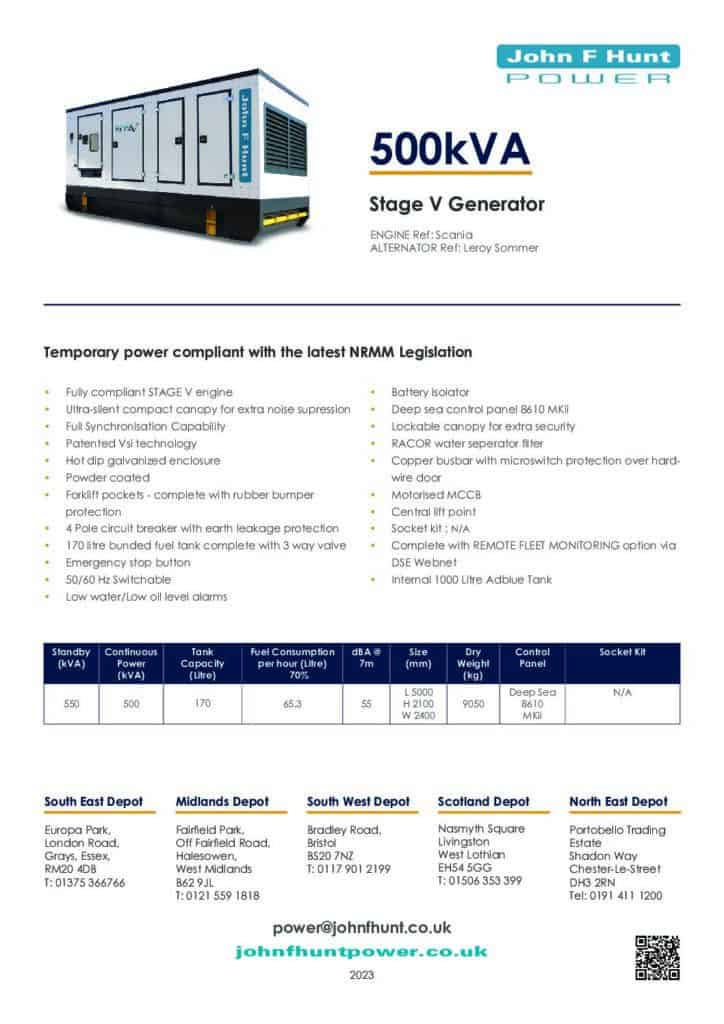 John F Hunt
POWER
500kVA
Stage V Generator
ENGINE Ref: Scania
ALTERNATOR Ref: Leroy Sommer
John F Hunt
Temporary power compliant with the latest NRMM Legislation
• Fully compliant STAGE V engine
• Ultra-silent compact canopy for extra noise supression
• Full Synchronisation Capability
• Patented Vsi technology
• Hot dip galvanized enclosure
• Powder coated
• Forklift pockets - complete with rubber bumper
protection
• 4 Pole circuit breaker with earth leakage protection
• 170 litre bunded fuel tank complete with 3 way valve
• Emergency stop button
• 50/60 Hz Switchable
• Low water/Low oil level alarms
• Battery Isolator
• Deep sea control panel 8610 MKii
• Lockable canopy for extra security
• RACOR water seperator filter
• Copper busbar with microswitch protection over hard-
wire door
• Motorised MCCB
• Central lift point
• Socket kit : N/A
• Complete with REMOTE FLEET MONITORING option via
DSE Webnet
• Internal 1000 Litre Adblue Tank
Standby
(kVA)
Continuous
Power
(kVA)
Tank
Capacity
(Litre)
Fuel Consumption
per hour (Litre)
70%
dBA @
7m
Size
(mm)
Dry
Weight
(kg)
Control
Panel
Socket Kit
550
500
170
65.3
55
L 5000
H 2100
W 2400
9050
Deep Sea
8610
MKii
N/A
South East Depot
Europa Park,
London Road,
Grays, Essex,
RM20 4DB
T: 01375 366766
Midlands Depot
Fairfield Park,
Off Fairfield Road,
Halesowen,
West Midlands
B62 9JL
T: 0121 559 1818
South West Depot
Bradley Road,
Bristol
BS20 7NZ
T: 0117 901 2199
Scotland Depot
Nasmyth Square
Livingston
West Lothian
EH54 5GG
T: 01506 353 399
North East Depot
Portobello Trading
Estate
Shadon Way
Chester-Le-Street
DH3 2RN
Tel: 0191 411 1200
power@johnfhunt.co.uk
johnfhuntpower.co.uk
2023